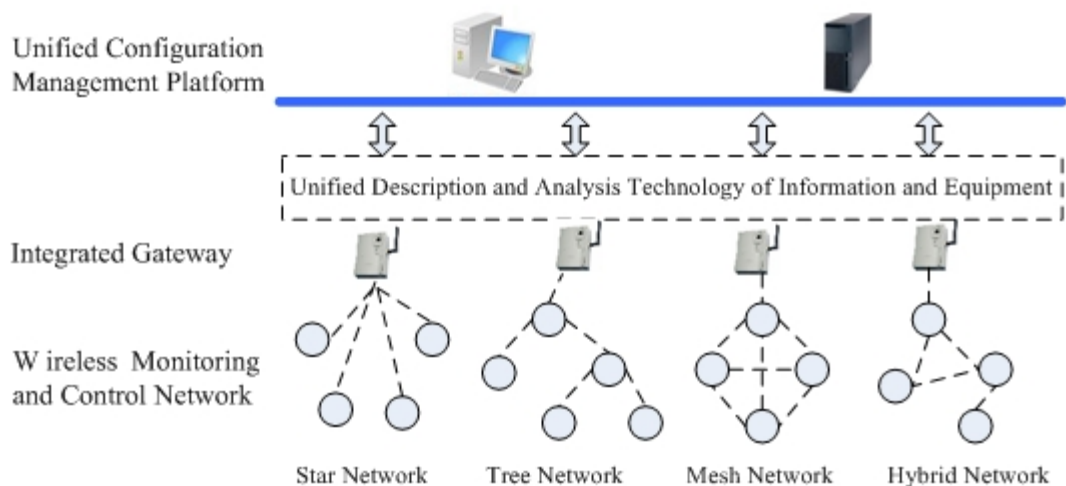 Unified Configuration
Management Platform
Unified Description and Analysis Technology of Information and Equipment
Integrated Gateway
W ireless Monitoring
and Control Network
Star Network
Tree Network
Mesh Network
Hybrid Network